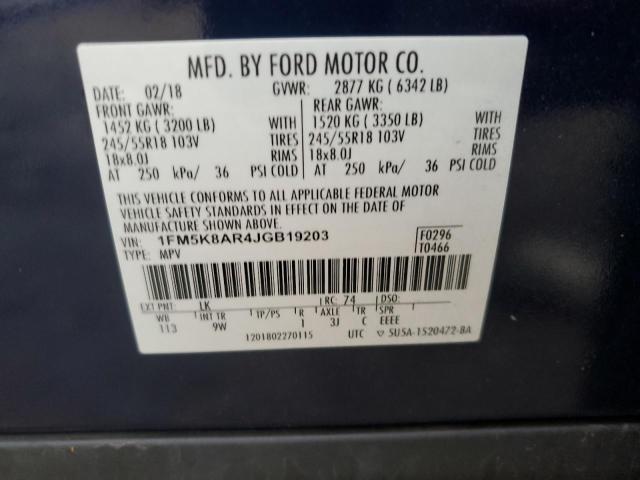 MFD. BY FORD MOTOR CO.
DATE: 02/18 GVWR: 2877 KG ( 6342 LB)
FRONT GAWR: REAR GAWR:
1452 KG ( 3200 LB) WITH 1520 KG ( 3350 LB) WITH
245/55R18 103V TIRES 245/55R18 103V TIRES
18x8.0J RIMS 18x8.0J RIMS
AT 250 kPa/ 36 PSI COLD AT 250 kPa/ 36 PSI COLD
THIS VEHICLE CONFORMS TO ALL APPLICABLE FEDERAL MOTOR
VEHICLE SAFETY STANDARDS IN EFFECT ON THE DATE OF
MANUFACTURE SHOWN ABOVE.
VIN: 1FM5K8AR4JGB19203 F0296
TYPE: MPV T0466
EXT PNT: LK RC: 74 DSO:
WB INT TR TP/PS R AXLE TR SPR
113 9W 1 3J C EEEE
1201802270115 UTC ▽ 5U5A-1520472-BA